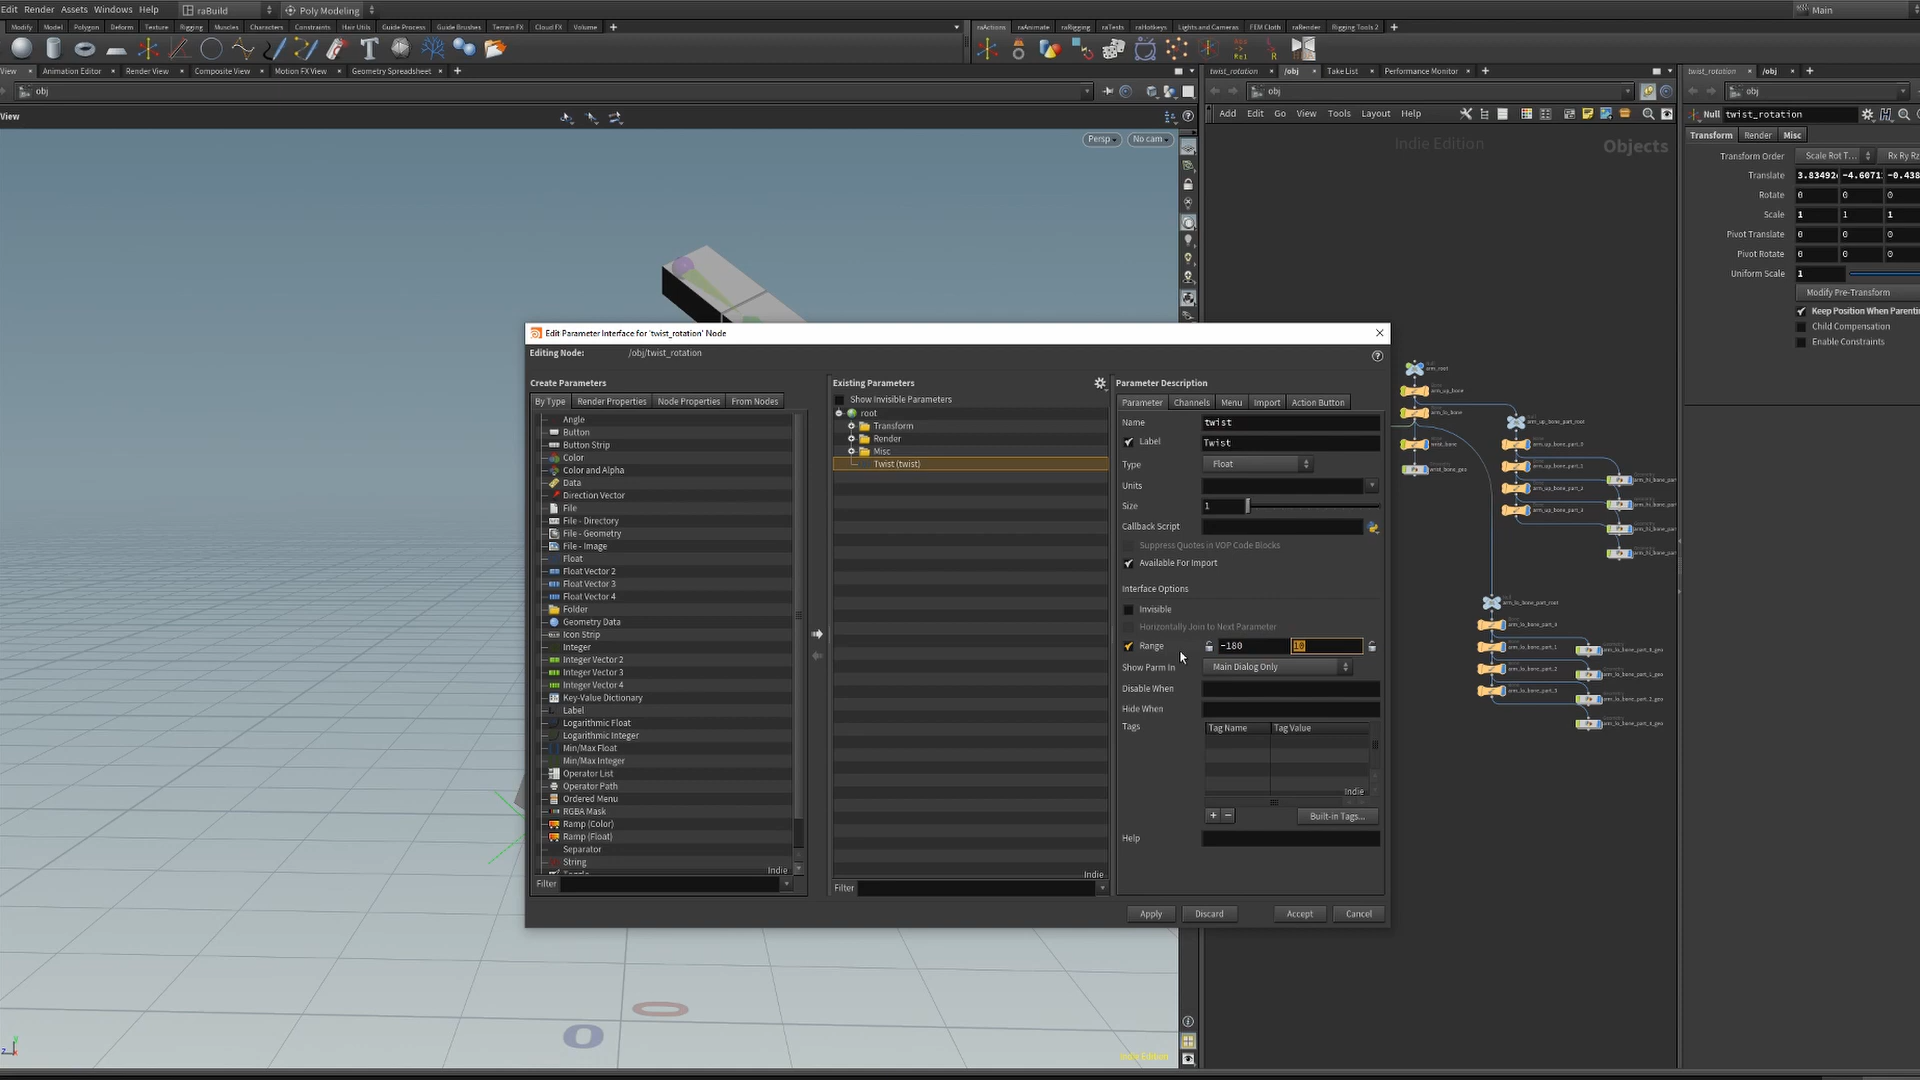 Edit Render Assets Windows Help raBuild Poly Modeling Main
Modify Model Polygon Deform Texture Rigging Muscles Characters Constraints Hair Utils Guide Process Guide Brushes Terrain FX Cloud FX Volume
raActions raAnimate raRigging raTests raHotkeys Lights and Cameras FEM Cloth raRender Rigging Tools 2
View Animation Editor Render View Composite View Motion FX View Geometry Spreadsheet
twist_rotation /obj Take List Performance Monitor
twist_rotation /obj
obj
obj
obj
View
Add Edit Go View Tools Layout Help
Null twist_rotation
Persp No cam
Indie Edition Objects
Transform Render Misc
Transform Order Scale Rot T... Rx Ry Rz
Translate 3.83492 -4.6071 -0.438
Rotate 0 0 0
Scale 1 1 1
Pivot Translate 0 0 0
Pivot Rotate 0 0 0
Uniform Scale 1
Modify Pre-Transform
Keep Position When Parenti
Child Compensation
Enable Constraints
arm_root
arm_up_bone
arm_lo_bone
wrist_bone
wrist_bone_geo
arm_up_bone_part_root
arm_lo_bone_part_root
Edit Parameter Interface for 'twist_rotation' Node
Editing Node: /obj/twist_rotation
Create Parameters
By Type Render Properties Node Properties From Nodes
Angle
Button
Button Strip
Color
Color and Alpha
Data
Direction Vector
File
File - Directory
File - Geometry
File - Image
Float
Float Vector 2
Float Vector 3
Float Vector 4
Folder
Geometry Data
Icon Strip
Integer
Integer Vector 2
Integer Vector 3
Integer Vector 4
Key-Value Dictionary
Label
Logarithmic Float
Logarithmic Integer
Min/Max Float
Min/Max Integer
Operator List
Operator Path
Ordered Menu
RGBA Mask
Ramp (Color)
Ramp (Float)
Separator
String
Indie
Filter
Existing Parameters
Show Invisible Parameters
root
Transform
Render
Misc
Twist (twist)
Indie
Filter
Parameter Description
Parameter Channels Menu Import Action Button
Name twist
Label Twist
Type Float
Units
Size 1
Callback Script
Suppress Quotes in VOP Code Blocks
Available For Import
Interface Options
Invisible
Horizontally Join to Next Parameter
Range -180 10
Show Parm In Main Dialog Only
Disable When
Hide When
Tags Tag Name Tag Value
Indie
+ - Built-in Tags...
Help
Apply Discard Accept Cancel
Indie Edition